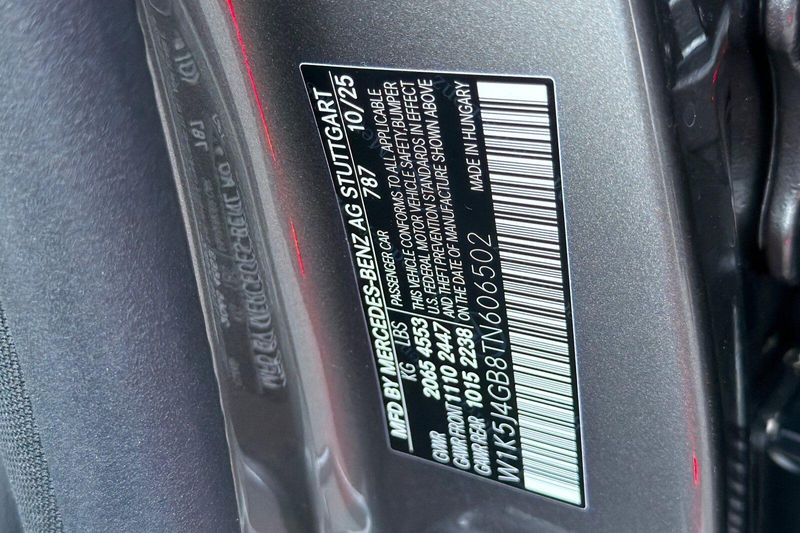 MFD BY MERCEDES-BENZ AG STUTTGART
KG LBS PASSENGER CAR 787 10/25
GVWR 2065 4553 THIS VEHICLE CONFORMS TO ALL APPLICABLE
U.S. FEDERAL MOTOR VEHICLE SAFETY, BUMPER
GVWR FRONT 1110 2447 AND THEFT PREVENTION STANDARDS IN EFFECT
GVWR REAR 1015 2238 ON THE DATE OF MANUFACTURE SHOWN ABOVE
W1K5J4GB8TN606502 MADE IN HUNGARY